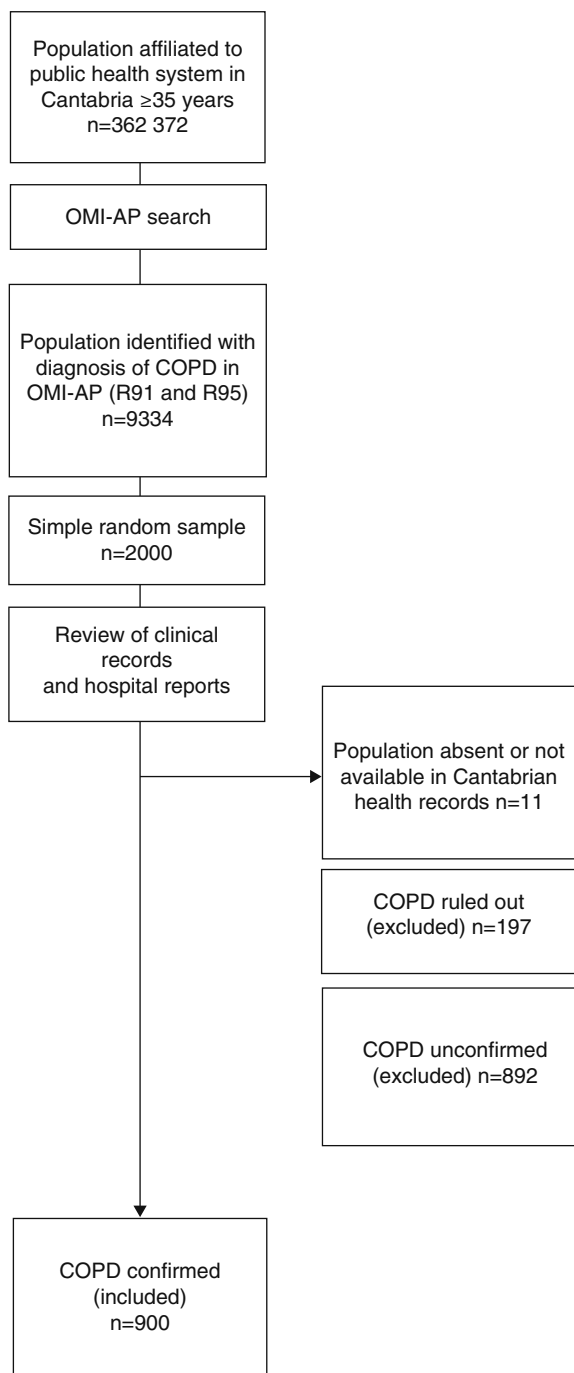 Population affiliated to
public health system in
Cantabria ≥35 years
n=362 372
OMI-AP search
Population identified with
diagnosis of COPD in
OMI-AP (R91 and R95)
n=9334
Simple random sample
n=2000
Review of clinical
records
and hospital reports
Population absent or not
available in Cantabrian
health records n=11
COPD ruled out
(excluded) n=197
COPD unconfirmed
(excluded) n=892
COPD confirmed
(included)
n=900